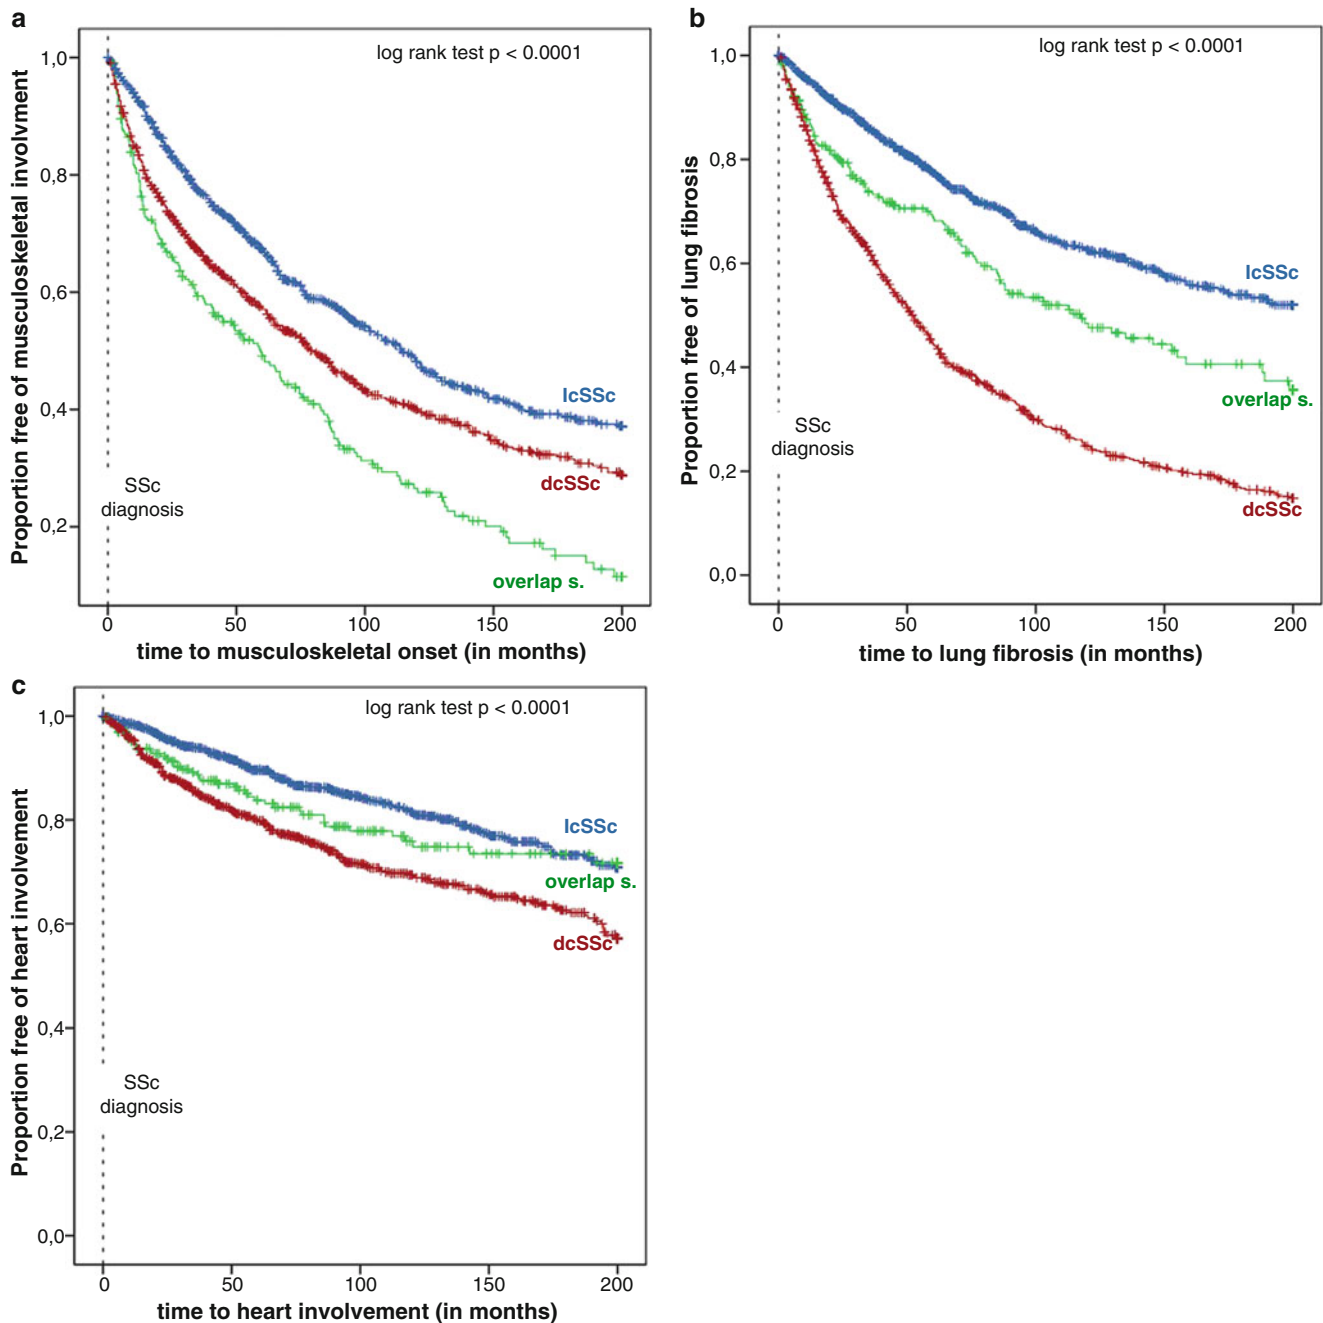 a
log rank test p < 0.0001
Proportion free of musculoskeletal involvment
1,0
0,8
0,6
0,4
0,2
lcSSc
dcSSc
overlap s.
SSc
diagnosis
0 50 100 150 200
time to musculoskeletal onset (in months)
b
log rank test p < 0.0001
Proportion free of lung fibrosis
1,0
0,8
0,6
0,4
0,2
0,0
lcSSc
overlap s.
dcSSc
SSc
diagnosis
0 50 100 150 200
time to lung fibrosis (in months)
c
log rank test p < 0.0001
Proportion free of heart involvement
1,0
0,8
0,6
0,4
0,2
0,0
lcSSc
overlap s.
dcSSc
SSc
diagnosis
0 50 100 150 200
time to heart involvement (in months)